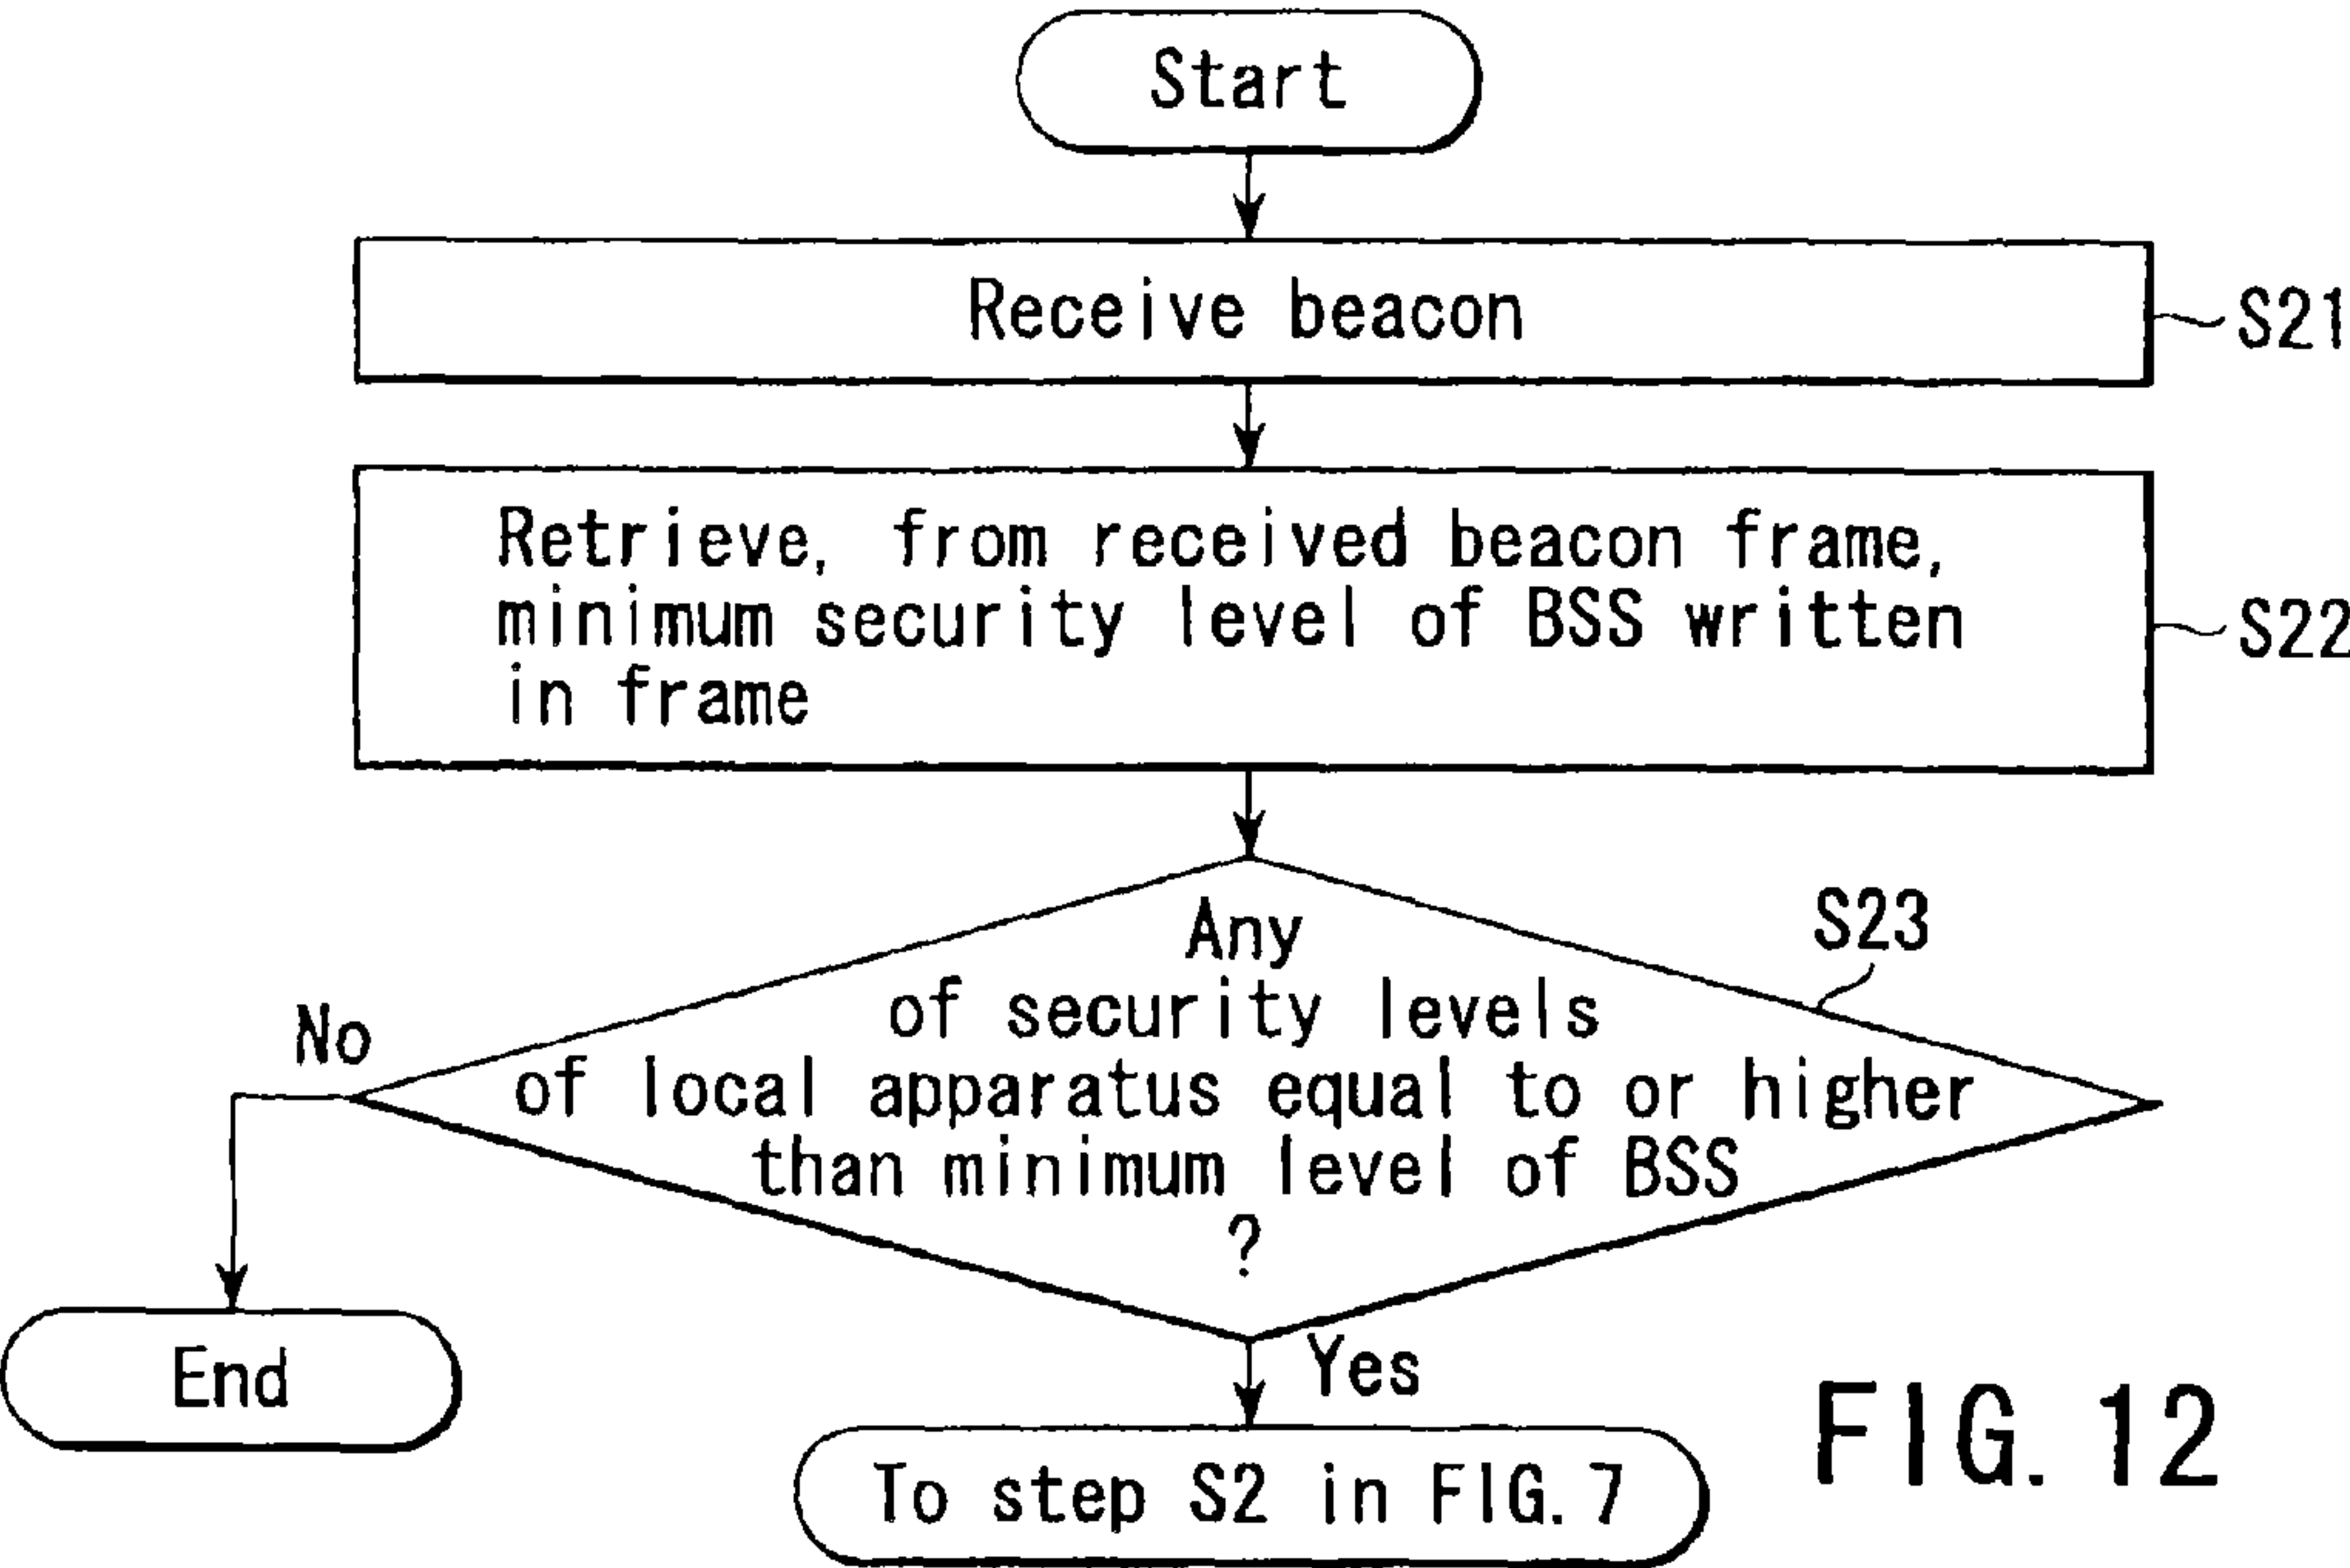 Start
Receive beacon
S21
Retrieve, from received beacon frame,
minimum security level of BSS written
in frame
S22
Any
of security levels
of local apparatus equal to or higher
than minimum level of BSS
?
S23
No
End
Yes
To step S2 in FIG. 7
FIG. 12